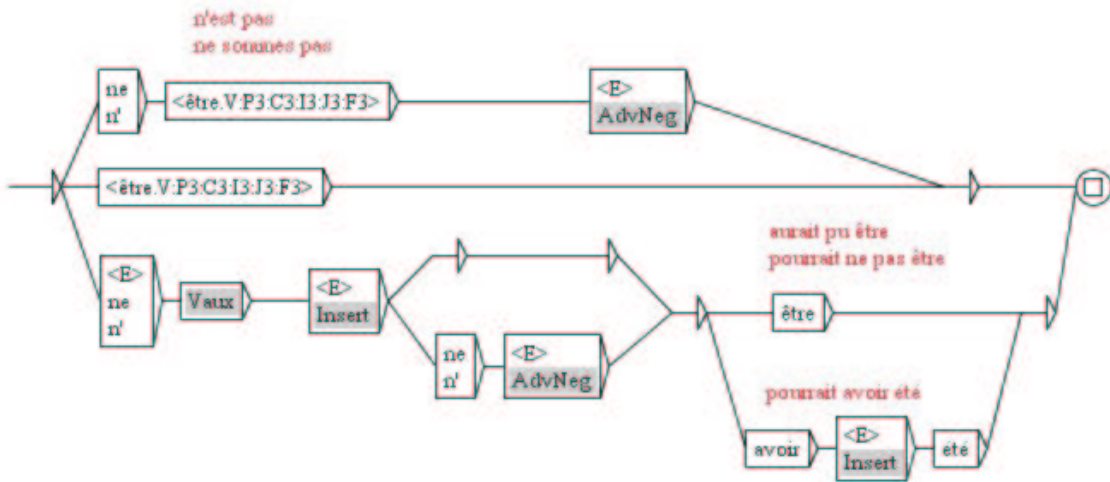 n'est pas
ne sommes pas
ne
n'
<être.V:P3:C3:I3:J3:F3>
<E>
AdvNeg
<être.V:P3:C3:I3:J3:F3>
<E>
ne
n'
Vaux
<E>
Insert
ne
n'
<E>
AdvNeg
aurait pu être
pourrait ne pas être
être
pourrait avoir été
avoir
<E>
Insert
été